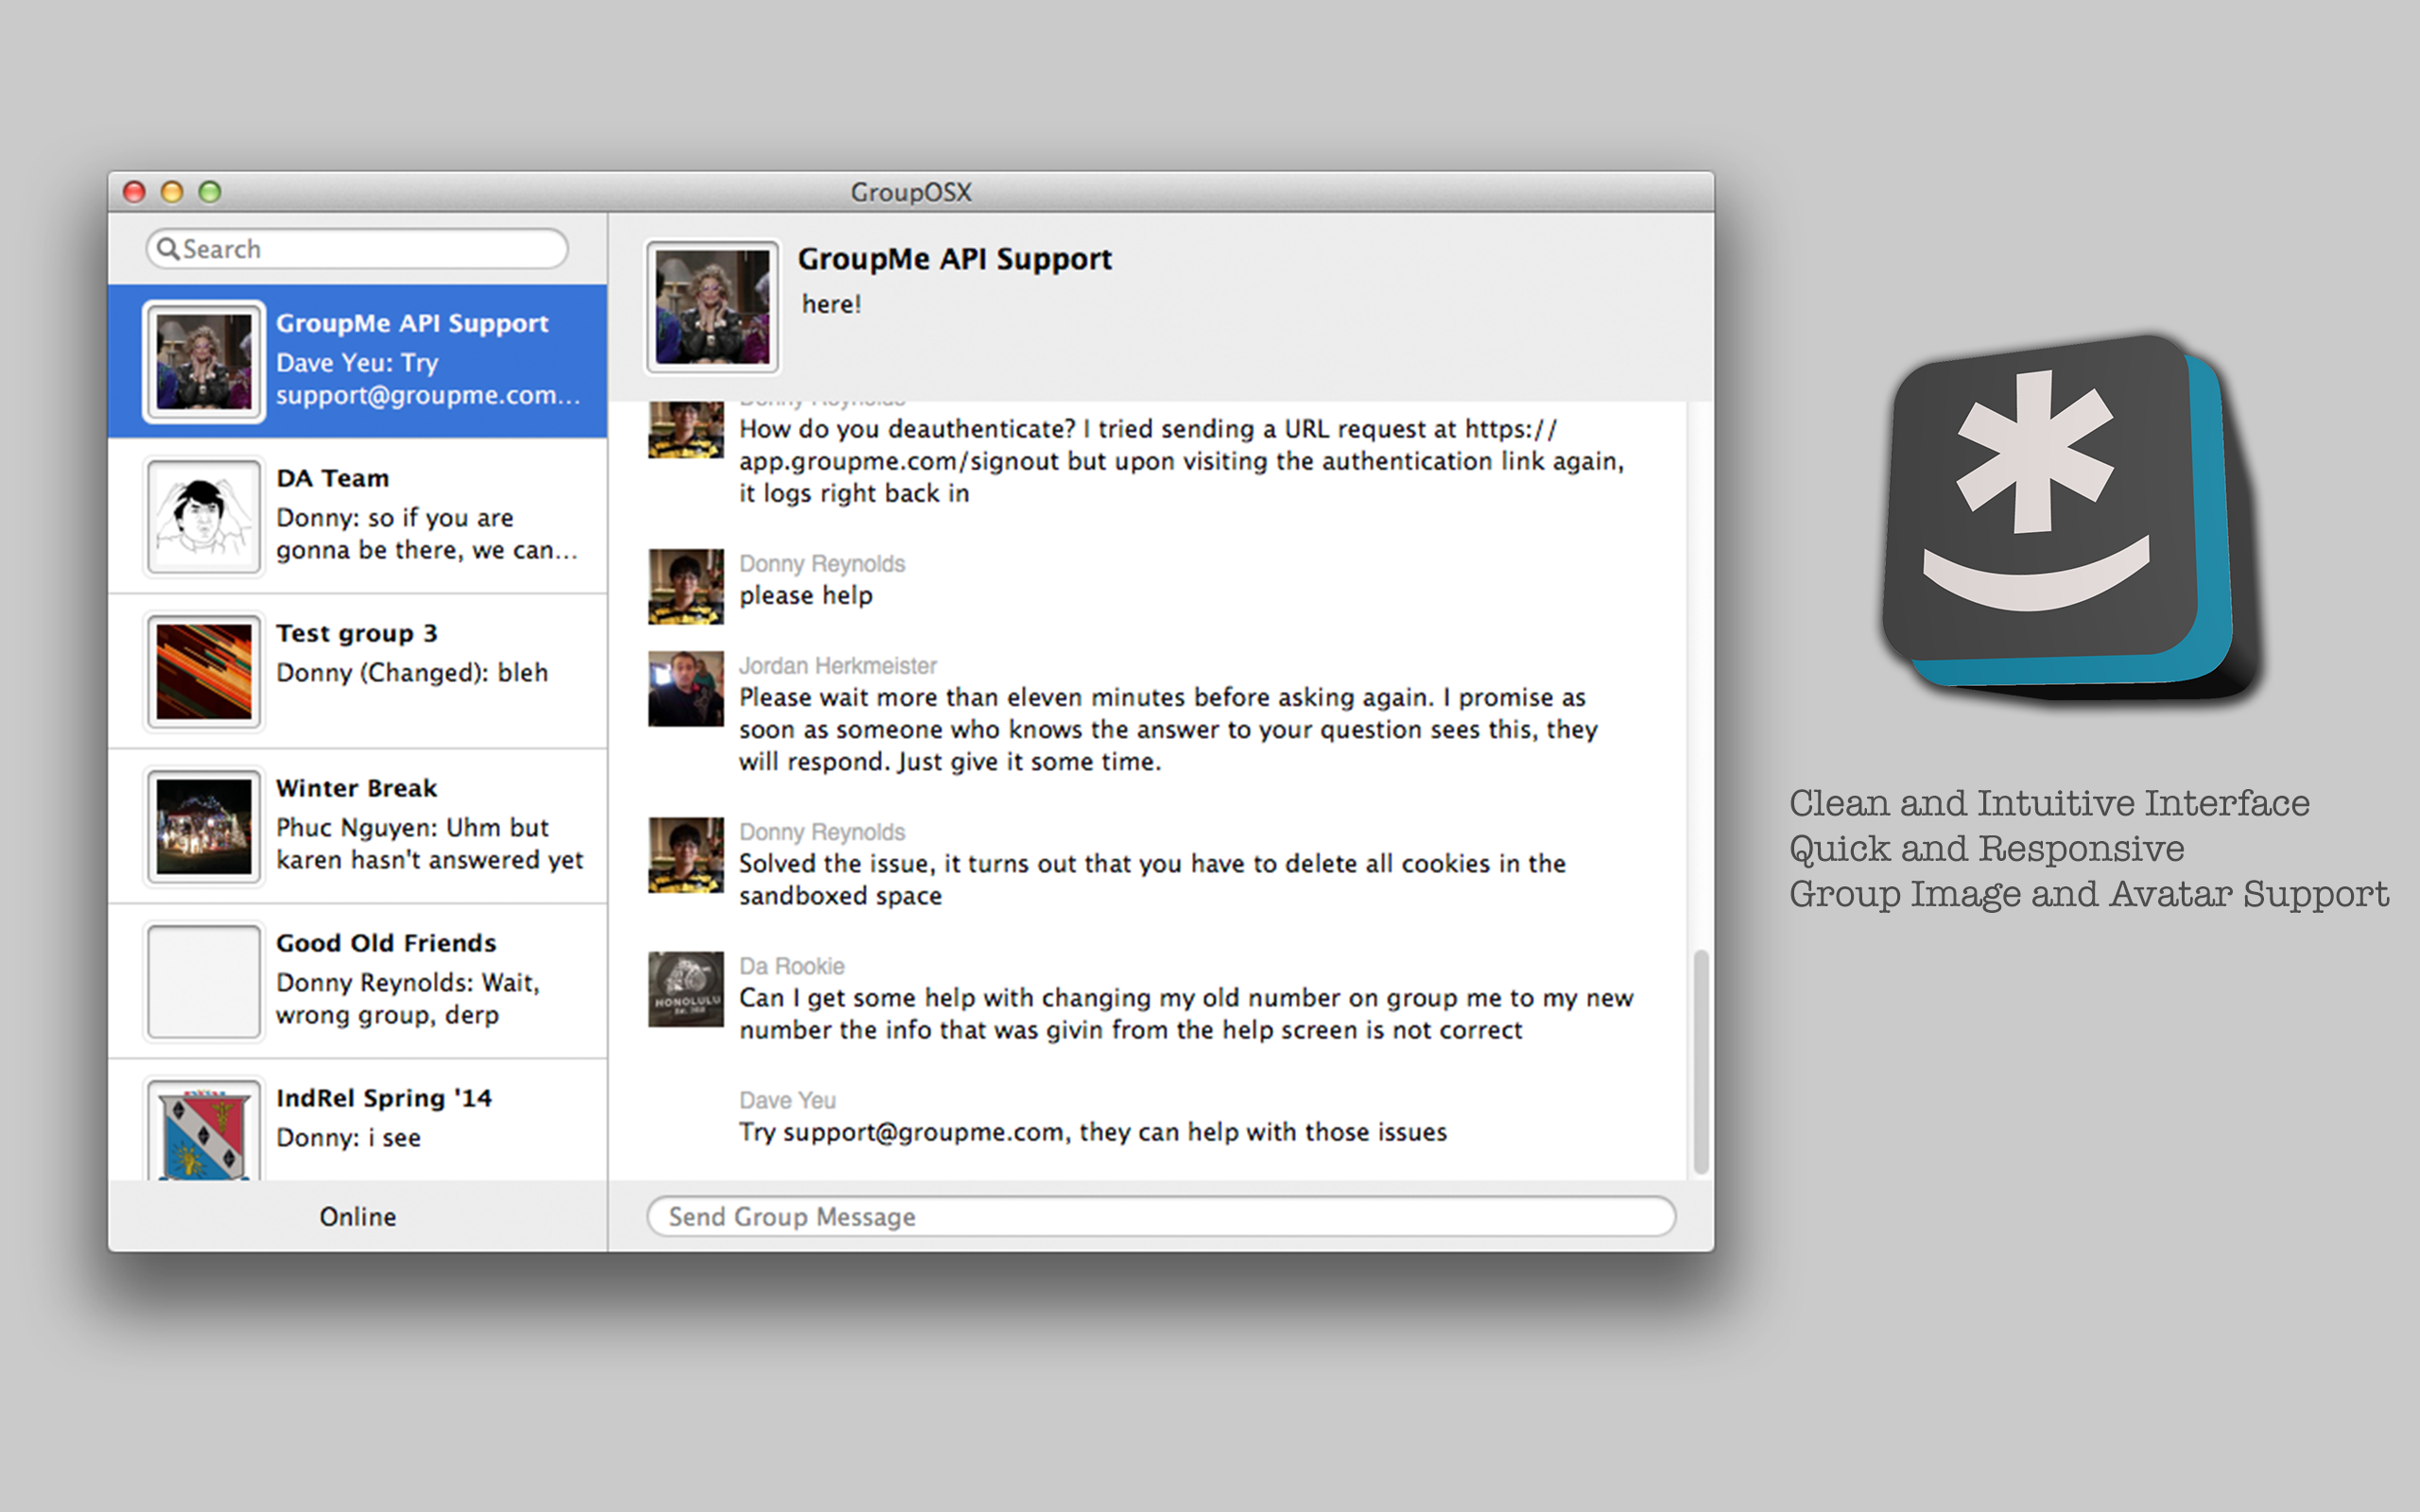 GroupOSX
Search
GroupMe API Support
Dave Yeu: Try
support@groupme.com...
DA Team
Donny: so if you are
gonna be there, we can...
Test group 3
Donny (Changed): bleh
Winter Break
Phuc Nguyen: Uhm but
karen hasn't answered yet
Good Old Friends
Donny Reynolds: Wait,
wrong group, derp
IndRel Spring '14
Donny: i see
Online
GroupMe API Support
here!
Donny Reynolds
How do you deauthenticate? I tried sending a URL request at https://
app.groupme.com/signout but upon visiting the authentication link again,
it logs right back in
Donny Reynolds
please help
Jordan Herkmeister
Please wait more than eleven minutes before asking again. I promise as
soon as someone who knows the answer to your question sees this, they
will respond. Just give it some time.
Donny Reynolds
Solved the issue, it turns out that you have to delete all cookies in the
sandboxed space
HONOLULU
Da Rookie
Can I get some help with changing my old number on group me to my new
number the info that was givin from the help screen is not correct
Dave Yeu
Try support@groupme.com, they can help with those issues
Send Group Message
Clean and Intuitive Interface
Quick and Responsive
Group Image and Avatar Support